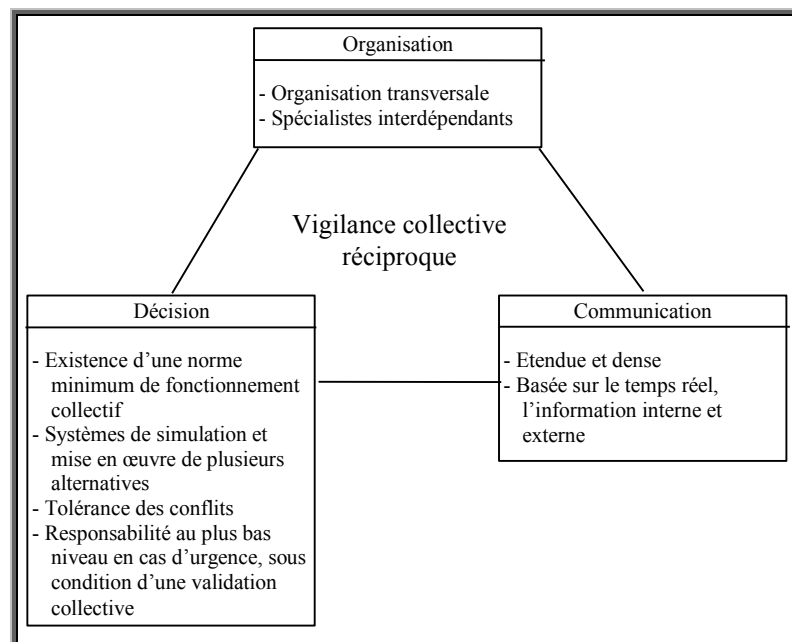 Organisation
- Organisation transversale
- Spécialistes interdépendants
Vigilance collective
réciproque
Décision
- Existence d’une norme
minimum de fonctionnement
collectif
- Systèmes de simulation et
mise en œuvre de plusieurs
alternatives
- Tolérance des conflits
- Responsabilité au plus bas
niveau en cas d’urgence, sous
condition d’une validation
collective
Communication
- Etendue et dense
- Basée sur le temps réel,
l’information interne et
externe